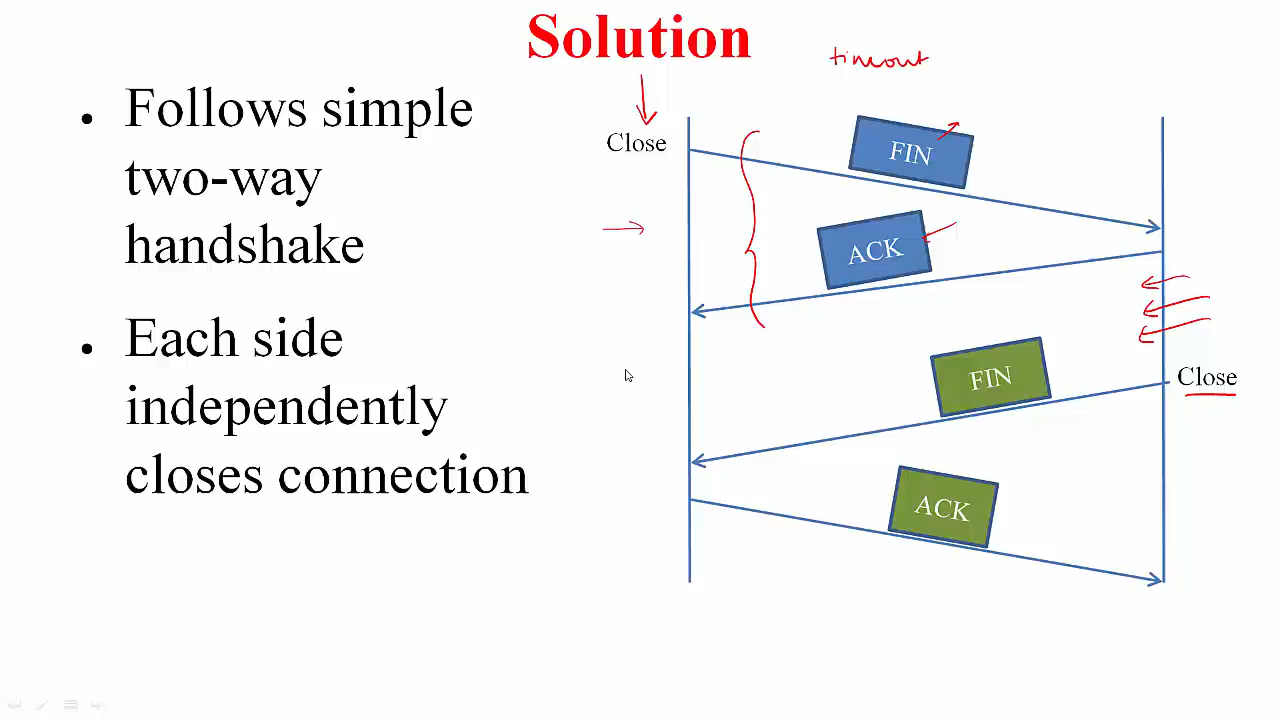 Solution
timeout
• Follows simple
two-way
handshake
• Each side
independently
closes connection
Close
FIN
ACK
FIN
Close
ACK